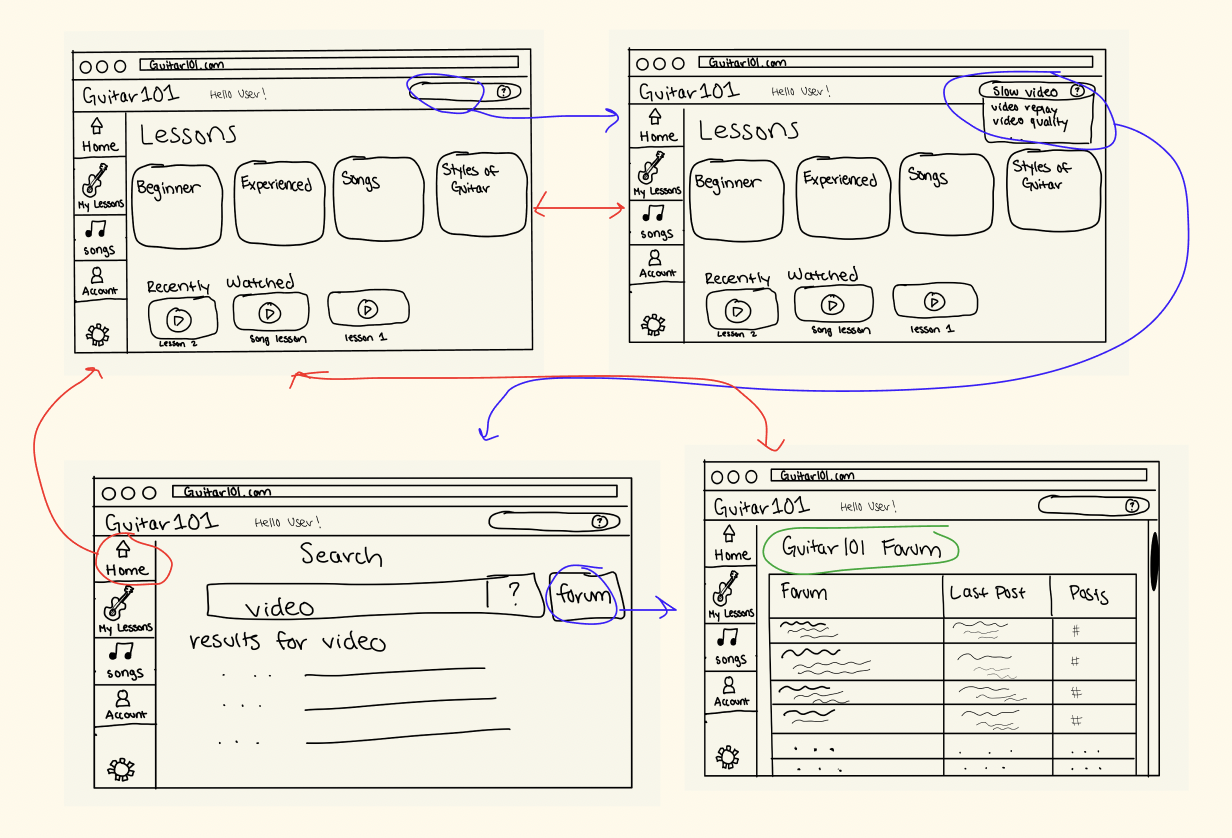 Guitar101.com
Guitar101 Hello User! ?
Home
My Lessons
songs
Account
Lessons
Beginner Experienced Songs Styles of
Guitar
Recently Watched
Lesson 2 song lesson lesson 1
Guitar101.com
Guitar101 Hello User! Slow video ?
video replay
video quality
Home
My Lessons
songs
Account
Lessons
Beginner Experienced Songs Styles of
Guitar
Recently Watched
Lesson 2 song lesson lesson 1
Guitar101.com
Guitar101 Hello User! ?
Home
My Lessons
songs
Account
Search
video ? forum
results for video
Guitar101.com
Guitar101 Hello User! ?
Home
My Lessons
songs
Account
Guitar101 Forum
Forum Last Post Posts
#
#
#
#